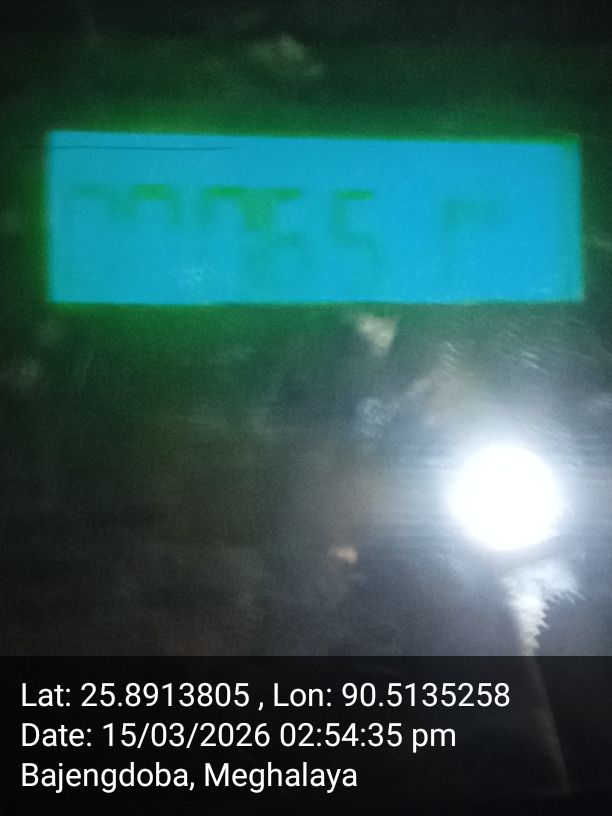 Lat: 25.8913805 , Lon: 90.5135258
Date: 15/03/2026 02:54:35 pm
Bajengdoba, Meghalaya